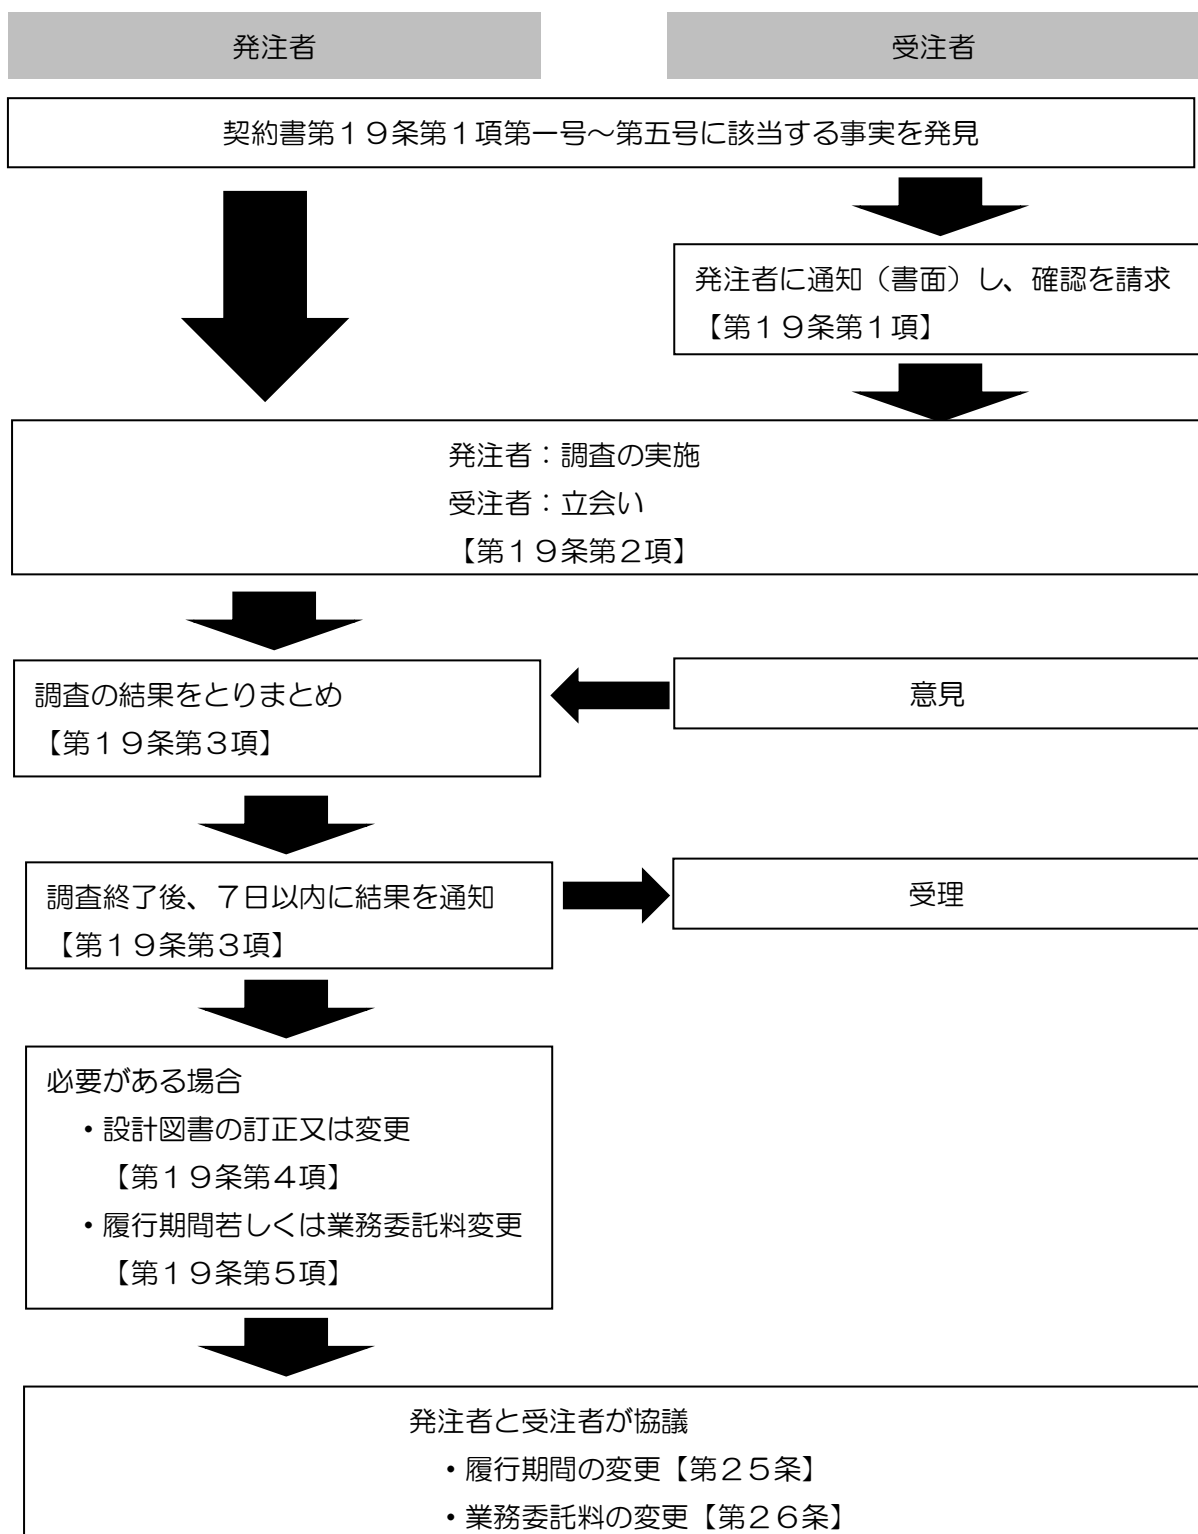 発注者
受注者
契約書第１９条第１項第一号～第五号に該当する事実を発見
発注者に通知（書面）し、確認を請求
【第１９条第１項】
発注者：調査の実施
受注者：立会い
【第１９条第２項】
調査の結果をとりまとめ
【第１９条第３項】
意見
調査終了後、７日以内に結果を通知
【第１９条第３項】
受理
必要がある場合
・設計図書の訂正又は変更
【第１９条第４項】
・履行期間若しくは業務委託料変更
【第１９条第５項】
発注者と受注者が協議
・履行期間の変更【第２５条】
・業務委託料の変更【第２６条】